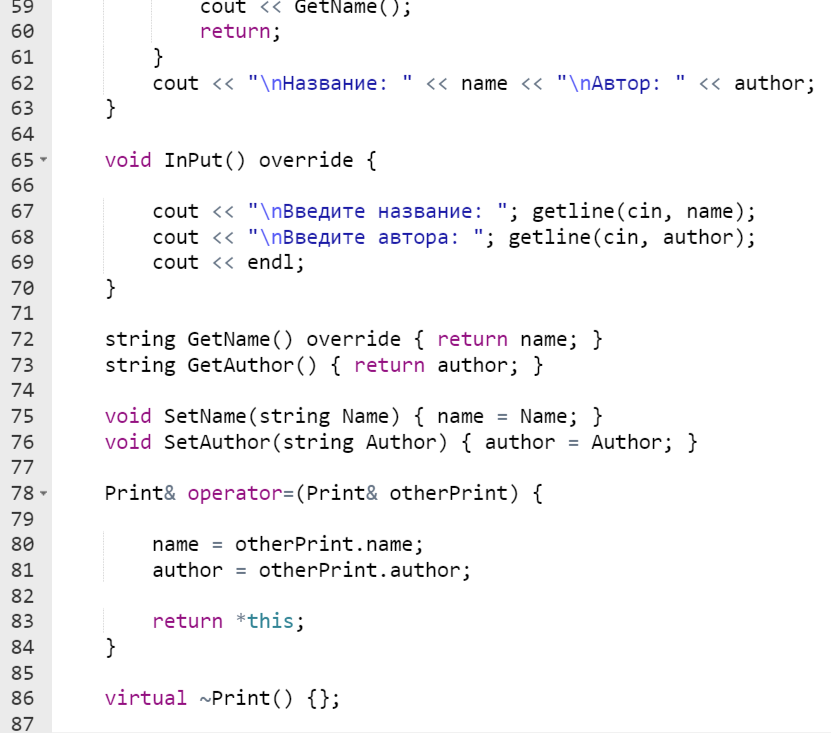 59 cout << GetName();
60 return;
61 }
62 cout << "\nНазвание: " << name << "\nАвтор: " << author;
63 }
64
65 void InPut() override {
66
67 cout << "\nВведите название: "; getline(cin, name);
68 cout << "\nВведите автора: "; getline(cin, author);
69 cout << endl;
70 }
71
72 string GetName() override { return name; }
73 string GetAuthor() { return author; }
74
75 void SetName(string Name) { name = Name; }
76 void SetAuthor(string Author) { author = Author; }
77
78 Print& operator=(Print& otherPrint) {
79
80 name = otherPrint.name;
81 author = otherPrint.author;
82
83 return *this;
84 }
85
86 virtual ~Print() {};
87